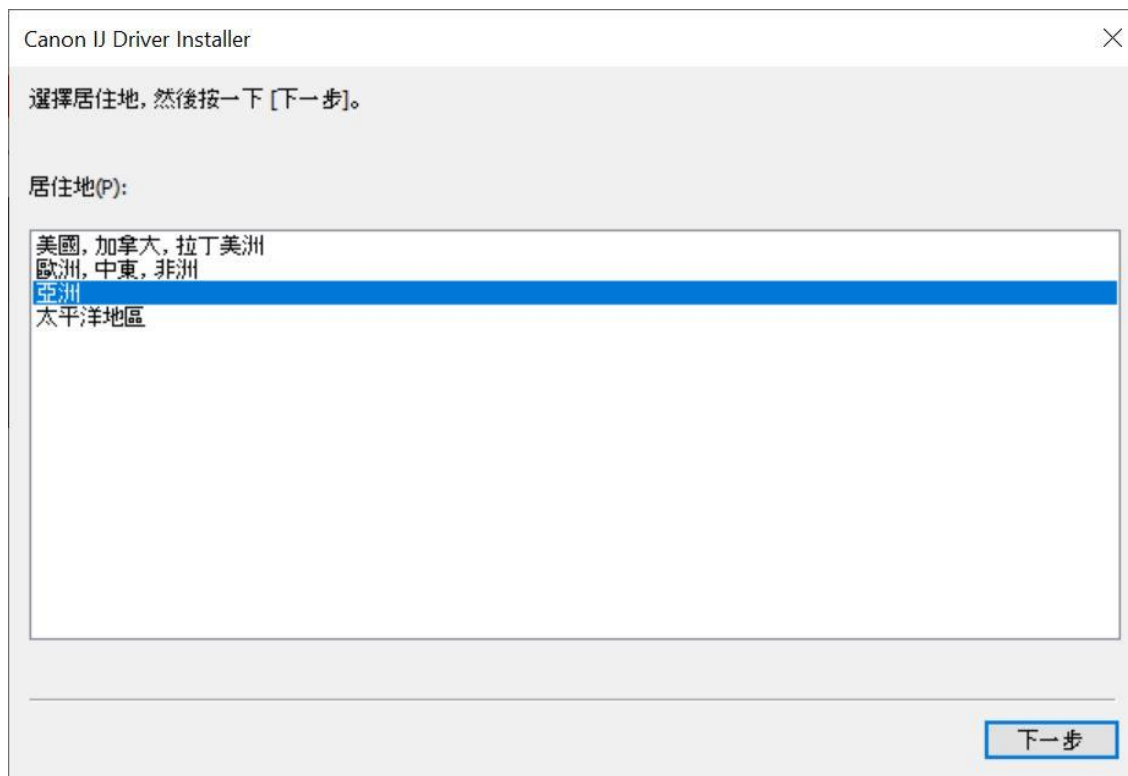 Canon IJ Driver Installer
選擇居住地, 然後按一下 [下一步]。
居住地(P):
美國, 加拿大, 拉丁美洲
歐洲, 中東, 非洲
亞洲
太平洋地區
下一步